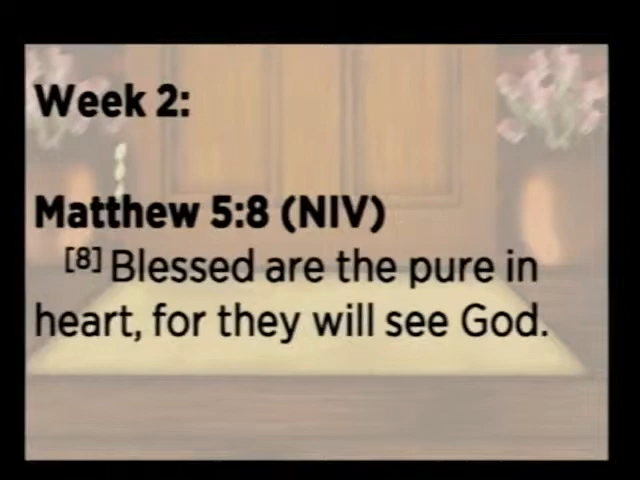 Week 2:
Matthew 5:8 (NIV)
[8] Blessed are the pure in
heart, for they will see God.